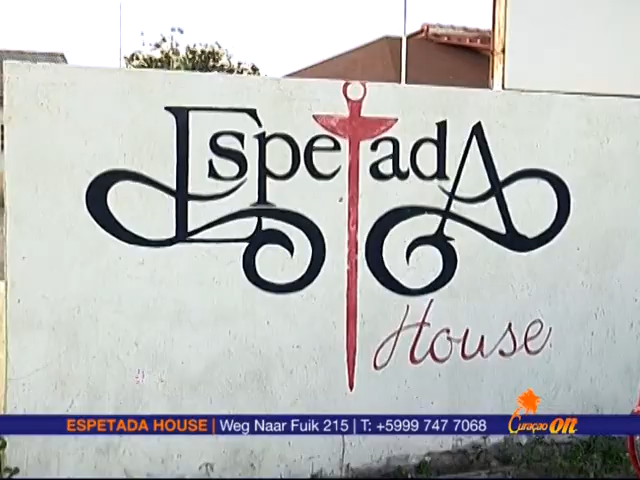 EspetadA
House
ESPETADA HOUSE | Weg Naar Fuik 215 | T: +5999 747 7068
Curaçao ON